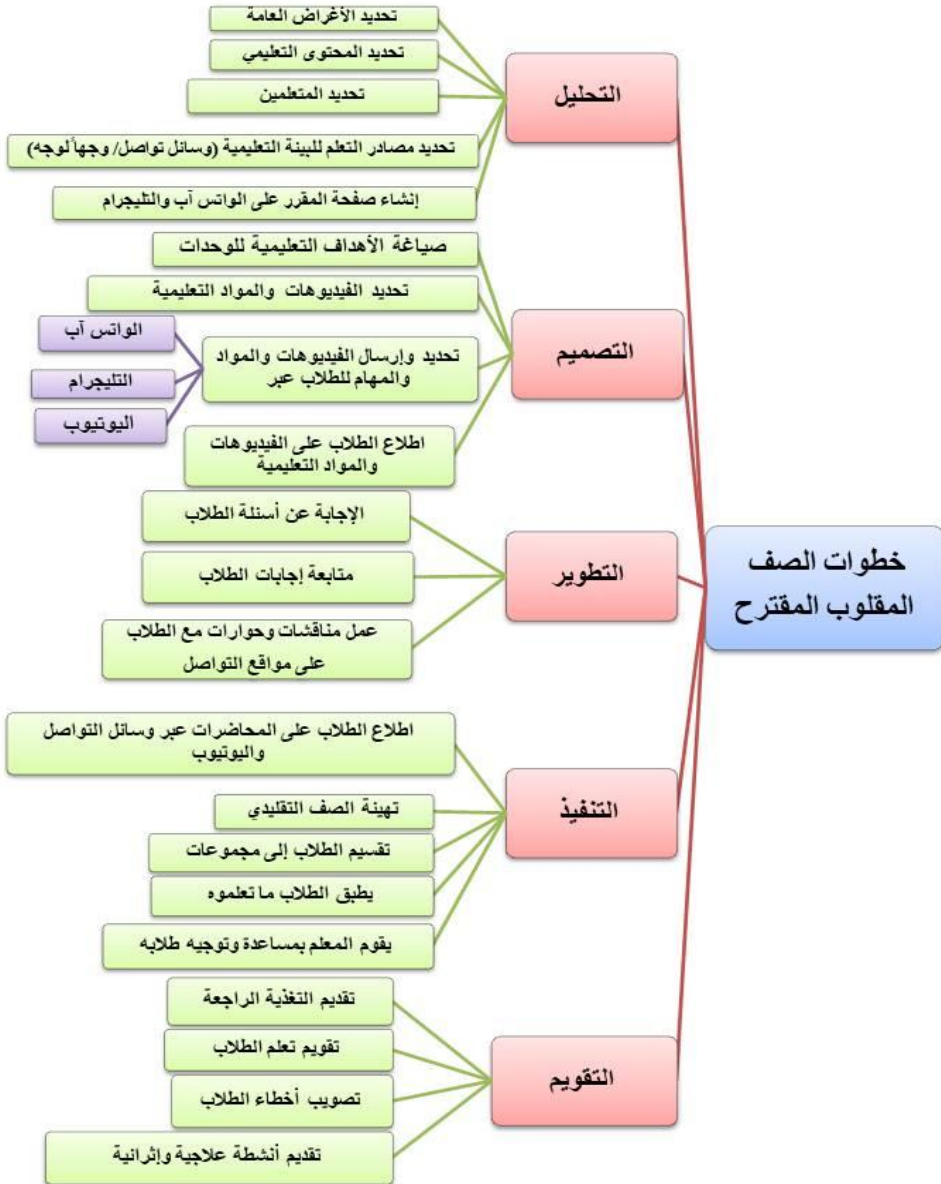 خطوات الصف
المقلوب المقترح
التحليل
تحديد الأغراض العامة
تحديد المحتوى التعليمي
تحديد المتعلمين
تحديد مصادر التعلم للبيئة التعليمية (وسائل تواصل/ وجهاً لوجه)
إنشاء صفحة المقرر على الواتس آب والتليجرام
التصميم
صياغة الأهداف التعليمية للوحدات
تحديد الفيديوهات والمواد التعليمية
تحديد وإرسال الفيديوهات والمواد
والمهام للطلاب عبر
الواتس آب
التليجرام
اليوتيوب
اطلاع الطلاب على الفيديوهات
والمواد التعليمية
التطوير
الإجابة عن أسئلة الطلاب
متابعة إجابات الطلاب
عمل مناقشات وحوارات مع الطلاب
على مواقع التواصل
التنفيذ
اطلاع الطلاب على المحاضرات عبر وسائل التواصل
واليوتيوب
تهيئة الصف التقليدي
تقسيم الطلاب إلى مجموعات
يطبق الطلاب ما تعلموه
يقوم المعلم بمساعدة وتوجيه طلابه
التقويم
تقديم التغذية الراجعة
تقويم تعلم الطلاب
تصويب أخطاء الطلاب
تقديم أنشطة علاجية وإثرائية